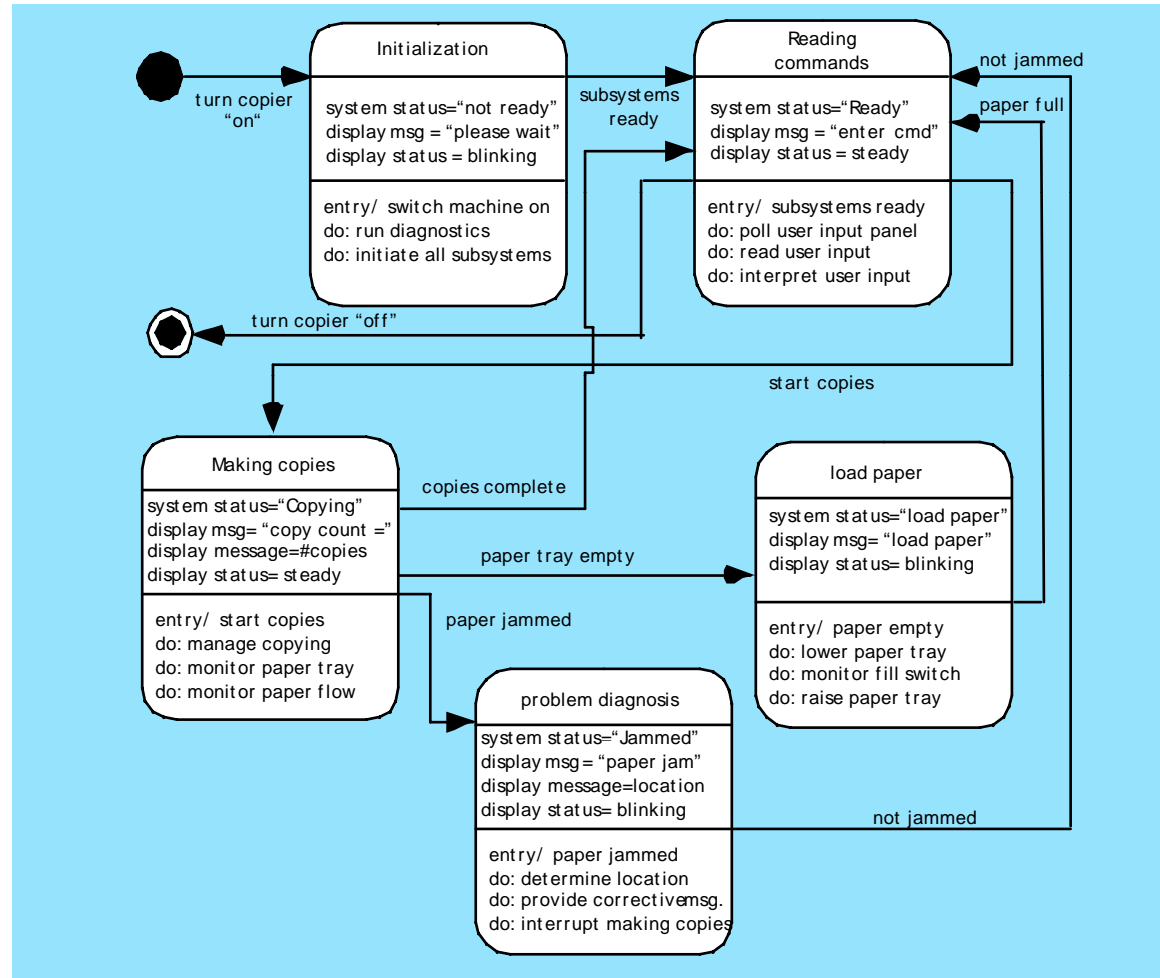 Initialization
system status=“not ready”
display msg = “please wait”
display status = blinking
entry/ switch machine on
do: run diagnostics
do: initiate all subsystems
turn copier
“on“
subsystems
ready
Reading
commands
system status=“Ready”
display msg = “enter cmd”
display status = steady
entry/ subsystems ready
do: poll user input panel
do: read user input
do: interpret user input
not jammed
paper full
turn copier “off”
start copies
Making copies
system status=“Copying”
display msg= “copy count =”
display message=#copies
display status= steady
entry/ start copies
do: manage copying
do: monitor paper tray
do: monitor paper flow
copies complete
paper tray empty
paper jammed
load paper
system status=“load paper”
display msg= “load paper”
display status= blinking
entry/ paper empty
do: lower paper tray
do: monitor fill switch
do: raise paper tray
problem diagnosis
system status=“Jammed”
display msg = “paper jam”
display message=location
display status= blinking
entry/ paper jammed
do: determine location
do: provide correctivemsg.
do: interrupt making copies
not jammed